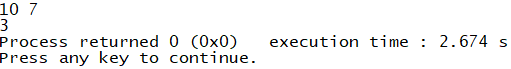 10 7
3
Process returned 0 (0x0)   execution time : 2.674 s
Press any key to continue.